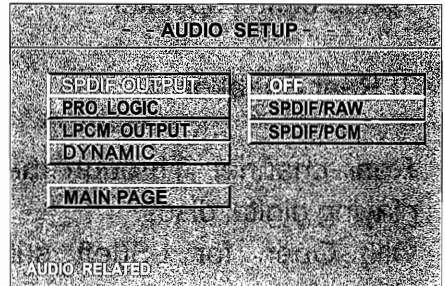 - - AUDIO SETUP - -
SPDIF OUTPUT
PRO LOGIC
LPCM OUTPUT
DYNAMIC
MAIN PAGE
OFF
SPDIF/RAW
SPDIF/PCM
AUDIO RELATED